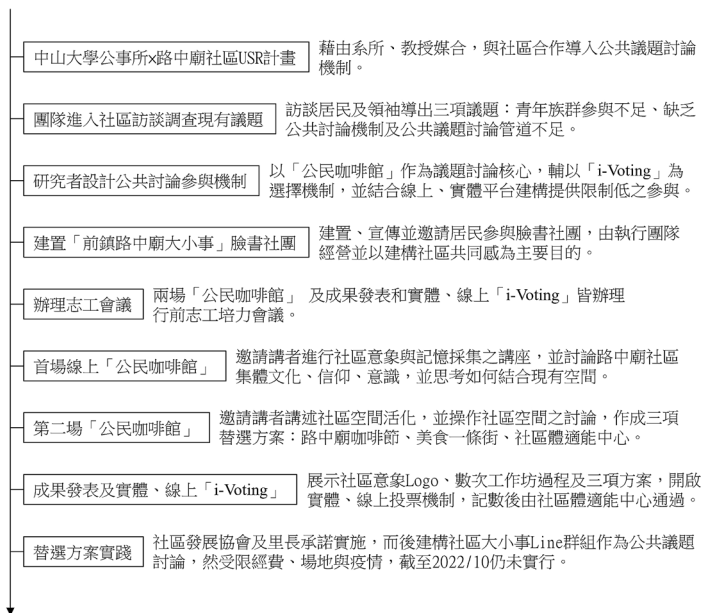 中山大學公事所×路中廟社區USR計畫
藉由系所、教授媒合，與社區合作導入公共議題討論
機制。
團隊進入社區訪談調查現有議題
訪談居民及領袖導出三項議題：青年族群參與不足、缺乏
公共討論機制及公共議題討論管道不足。
研究者設計公共討論參與機制
以「公民咖啡館」作為議題討論核心，輔以「i-Voting」為
選擇機制，並結合線上、實體平台建構提供限制低之參與。
建置「前鎮路中廟大小事」臉書社團
建置、宣傳並邀請居民參與臉書社團，由執行團隊
經營並以建構社區共同感為主要目的。
辦理志工會議
兩場「公民咖啡館」 及成果發表和實體、線上「i-Voting」皆辦理
行前志工培力會議。
首場線上「公民咖啡館」
邀請講者進行社區意象與記憶採集之講座，並討論路中廟社區
集體文化、信仰、意識，並思考如何結合現有空間。
第二場「公民咖啡館」
邀請講者講述社區空間活化，並操作社區空間之討論，作成三項
替選方案：路中廟咖啡節、美食一條街、社區體適能中心。
成果發表及實體、線上「i-Voting」
展示社區意象Logo、數次工作坊過程及三項方案，開啟
實體、線上投票機制，記數後由社區體適能中心通過。
替選方案實踐
社區發展協會及里長承諾實施，而後建構社區大小事Line群組作為公共議題
討論，然受限經費、場地與疫情，截至2022/10仍未實行。